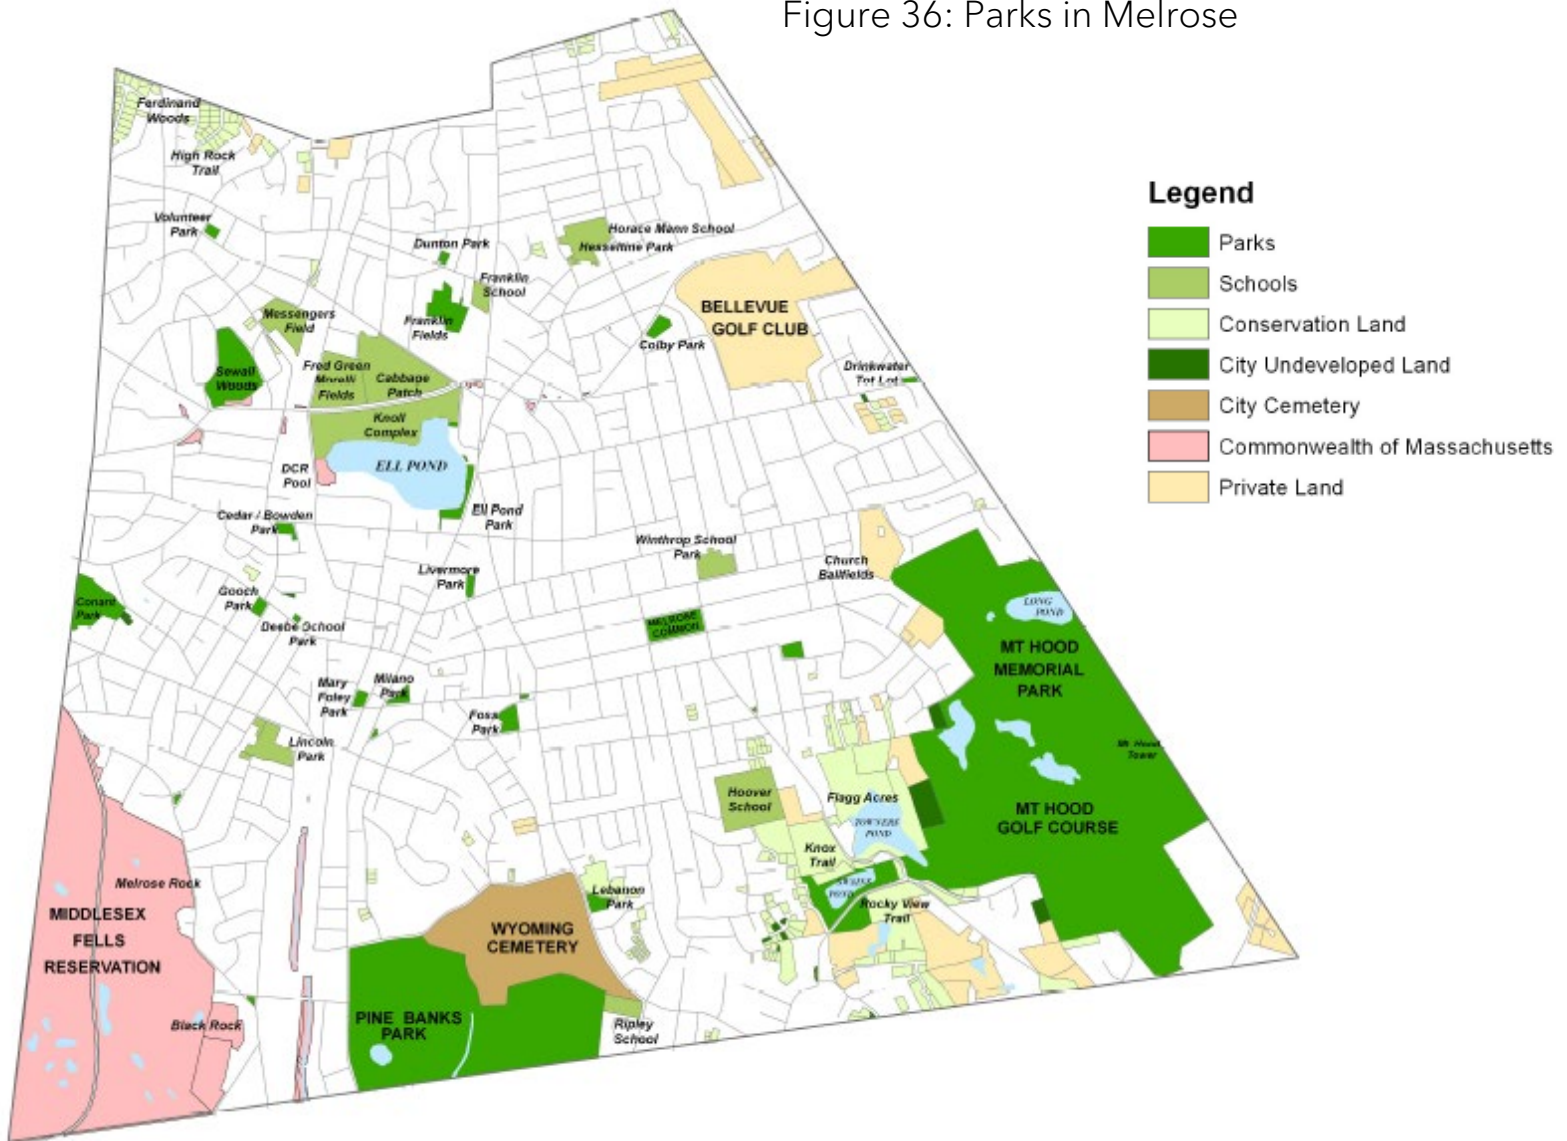 Figure 36: Parks in Melrose
Legend
Parks
Schools
Conservation Land
City Undeveloped Land
City Cemetery
Commonwealth of Massachusetts
Private Land
Ferdinand
Woods
High Rock
Trail
Volunteer
Park
Dunton Park
Horace Mann School
Hesseltine Park
Franklin
School
Messengers
Field
Franklin
Fields
BELLEVUE
GOLF CLUB
Colby Park
Sewall
Woods
Fred Green
Morelli
Fields
Cabbage
Patch
Drinkwater
Tot Lot
Knoll
Complex
ELL POND
DCR
Pool
Cedar / Bowden
Park
Ell Pond
Park
Winthrop School
Park
Church
Ballfields
Livermore
Park
Gooch
Park
Conant
Park
Beebe School
Park
MELROSE
COMMON
LONG
POND
MT HOOD
MEMORIAL
PARK
Mary
Foley
Park
Milano
Park
Foss
Park
Lincoln
Park
Mt Hood
Tower
Hoover
School
Flagg Acres
TOWNERS
POND
MT HOOD
GOLF COURSE
Knox
Trail
Melrose Rock
MIDDLESEX
FELLS
RESERVATION
Lebanon
Park
POND
Rocky View
Trail
WYOMING
CEMETERY
Black Rock
PINE BANKS
PARK
Ripley
School